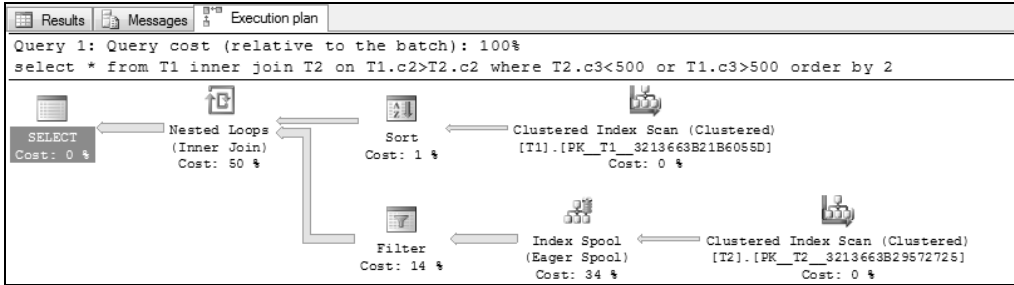 Results Messages Execution plan
Query 1: Query cost (relative to the batch): 100%
select * from T1 inner join T2 on T1.c2>T2.c2 where T2.c3<500 or T1.c3>500 order by 2
SELECT
Cost: 0 %
Nested Loops
(Inner Join)
Cost: 50 %
Sort
Cost: 1 %
Clustered Index Scan (Clustered)
[T1].[PK__T1__3213663B21B6055D]
Cost: 0 %
Filter
Cost: 14 %
Index Spool
(Eager Spool)
Cost: 34 %
Clustered Index Scan (Clustered)
[T2].[PK__T2__3213663B29572725]
Cost: 0 %